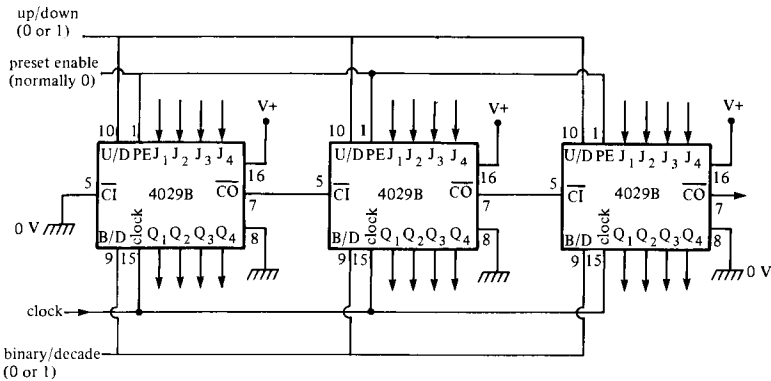 up/down
(0 or 1)
preset enable
(normally 0)
V+
V+
V+
10 1
10 1
10 1
U/D PE J1 J2 J3 J4
U/D PE J1 J2 J3 J4
U/D PE J1 J2 J3 J4
16
16
16
5 CI 4029B CO 7
5 CI 4029B CO 7
5 CI 4029B CO 7
0 V
B/D clock Q1 Q2 Q3 Q4 8
B/D clock Q1 Q2 Q3 Q4 8
B/D clock Q1 Q2 Q3 Q4 8
9 15
9 15
9 15
0 V
clock
binary/decade
(0 or 1)